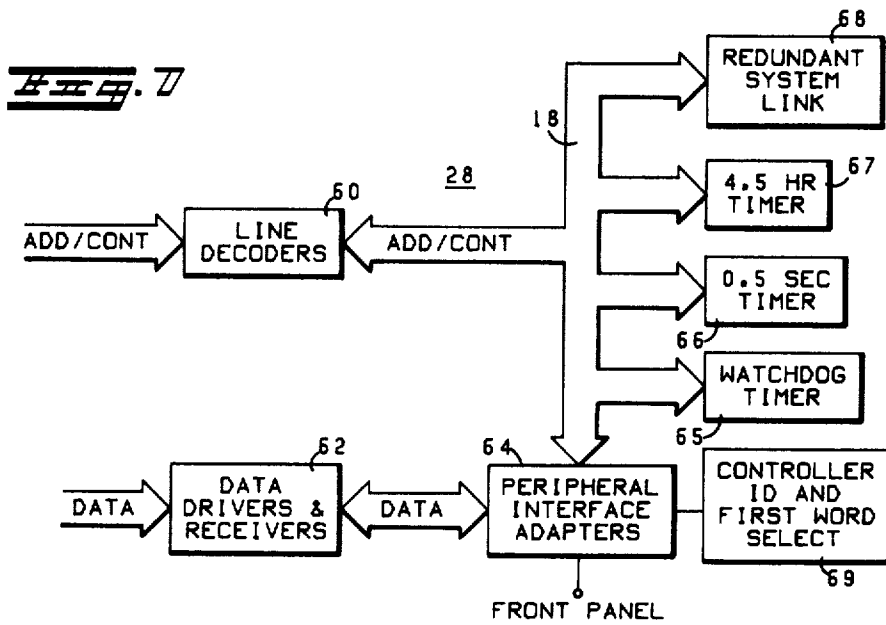 Fig. 7
68
REDUNDANT
SYSTEM
LINK
18
28
67
4.5 HR
TIMER
60
LINE
DECODERS
ADD/CONT
ADD/CONT
0.5 SEC
TIMER
66
WATCHDOG
TIMER
65
62
DATA
DRIVERS &
RECEIVERS
DATA
DATA
64
PERIPHERAL
INTERFACE
ADAPTERS
CONTROLLER
ID AND
FIRST WORD
SELECT
69
FRONT PANEL